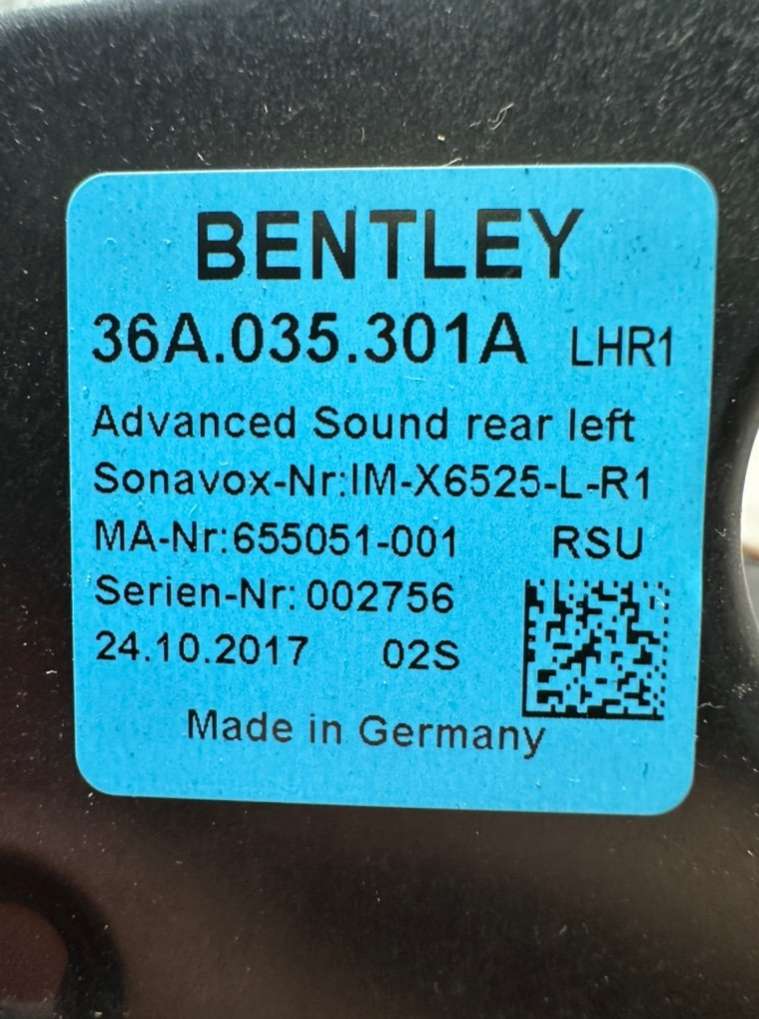 BENTLEY
36A.035.301A LHR1
Advanced Sound rear left
Sonavox-Nr:IM-X6525-L-R1
MA-Nr:655051-001 RSU
Serien-Nr: 002756
24.10.2017 02S
Made in Germany